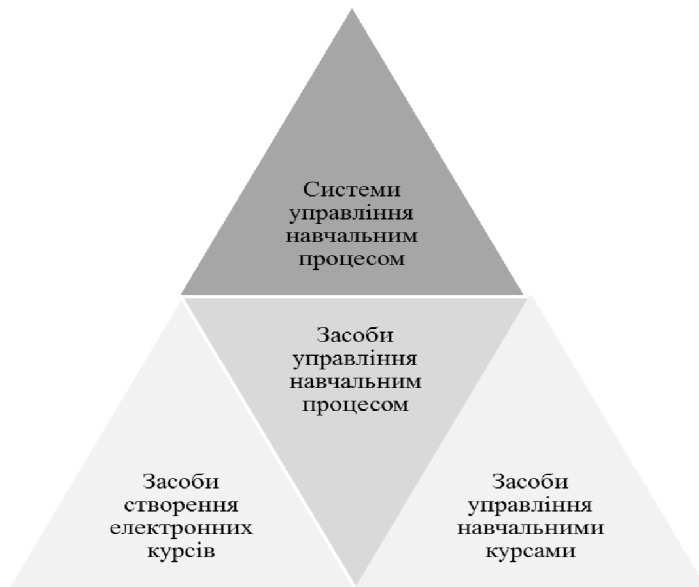 Системи
управління
навчальним
процесом
Засоби
управління
навчальним
процесом
Засоби
створення
електронних
курсів
Засоби
управління
навчальними
курсами